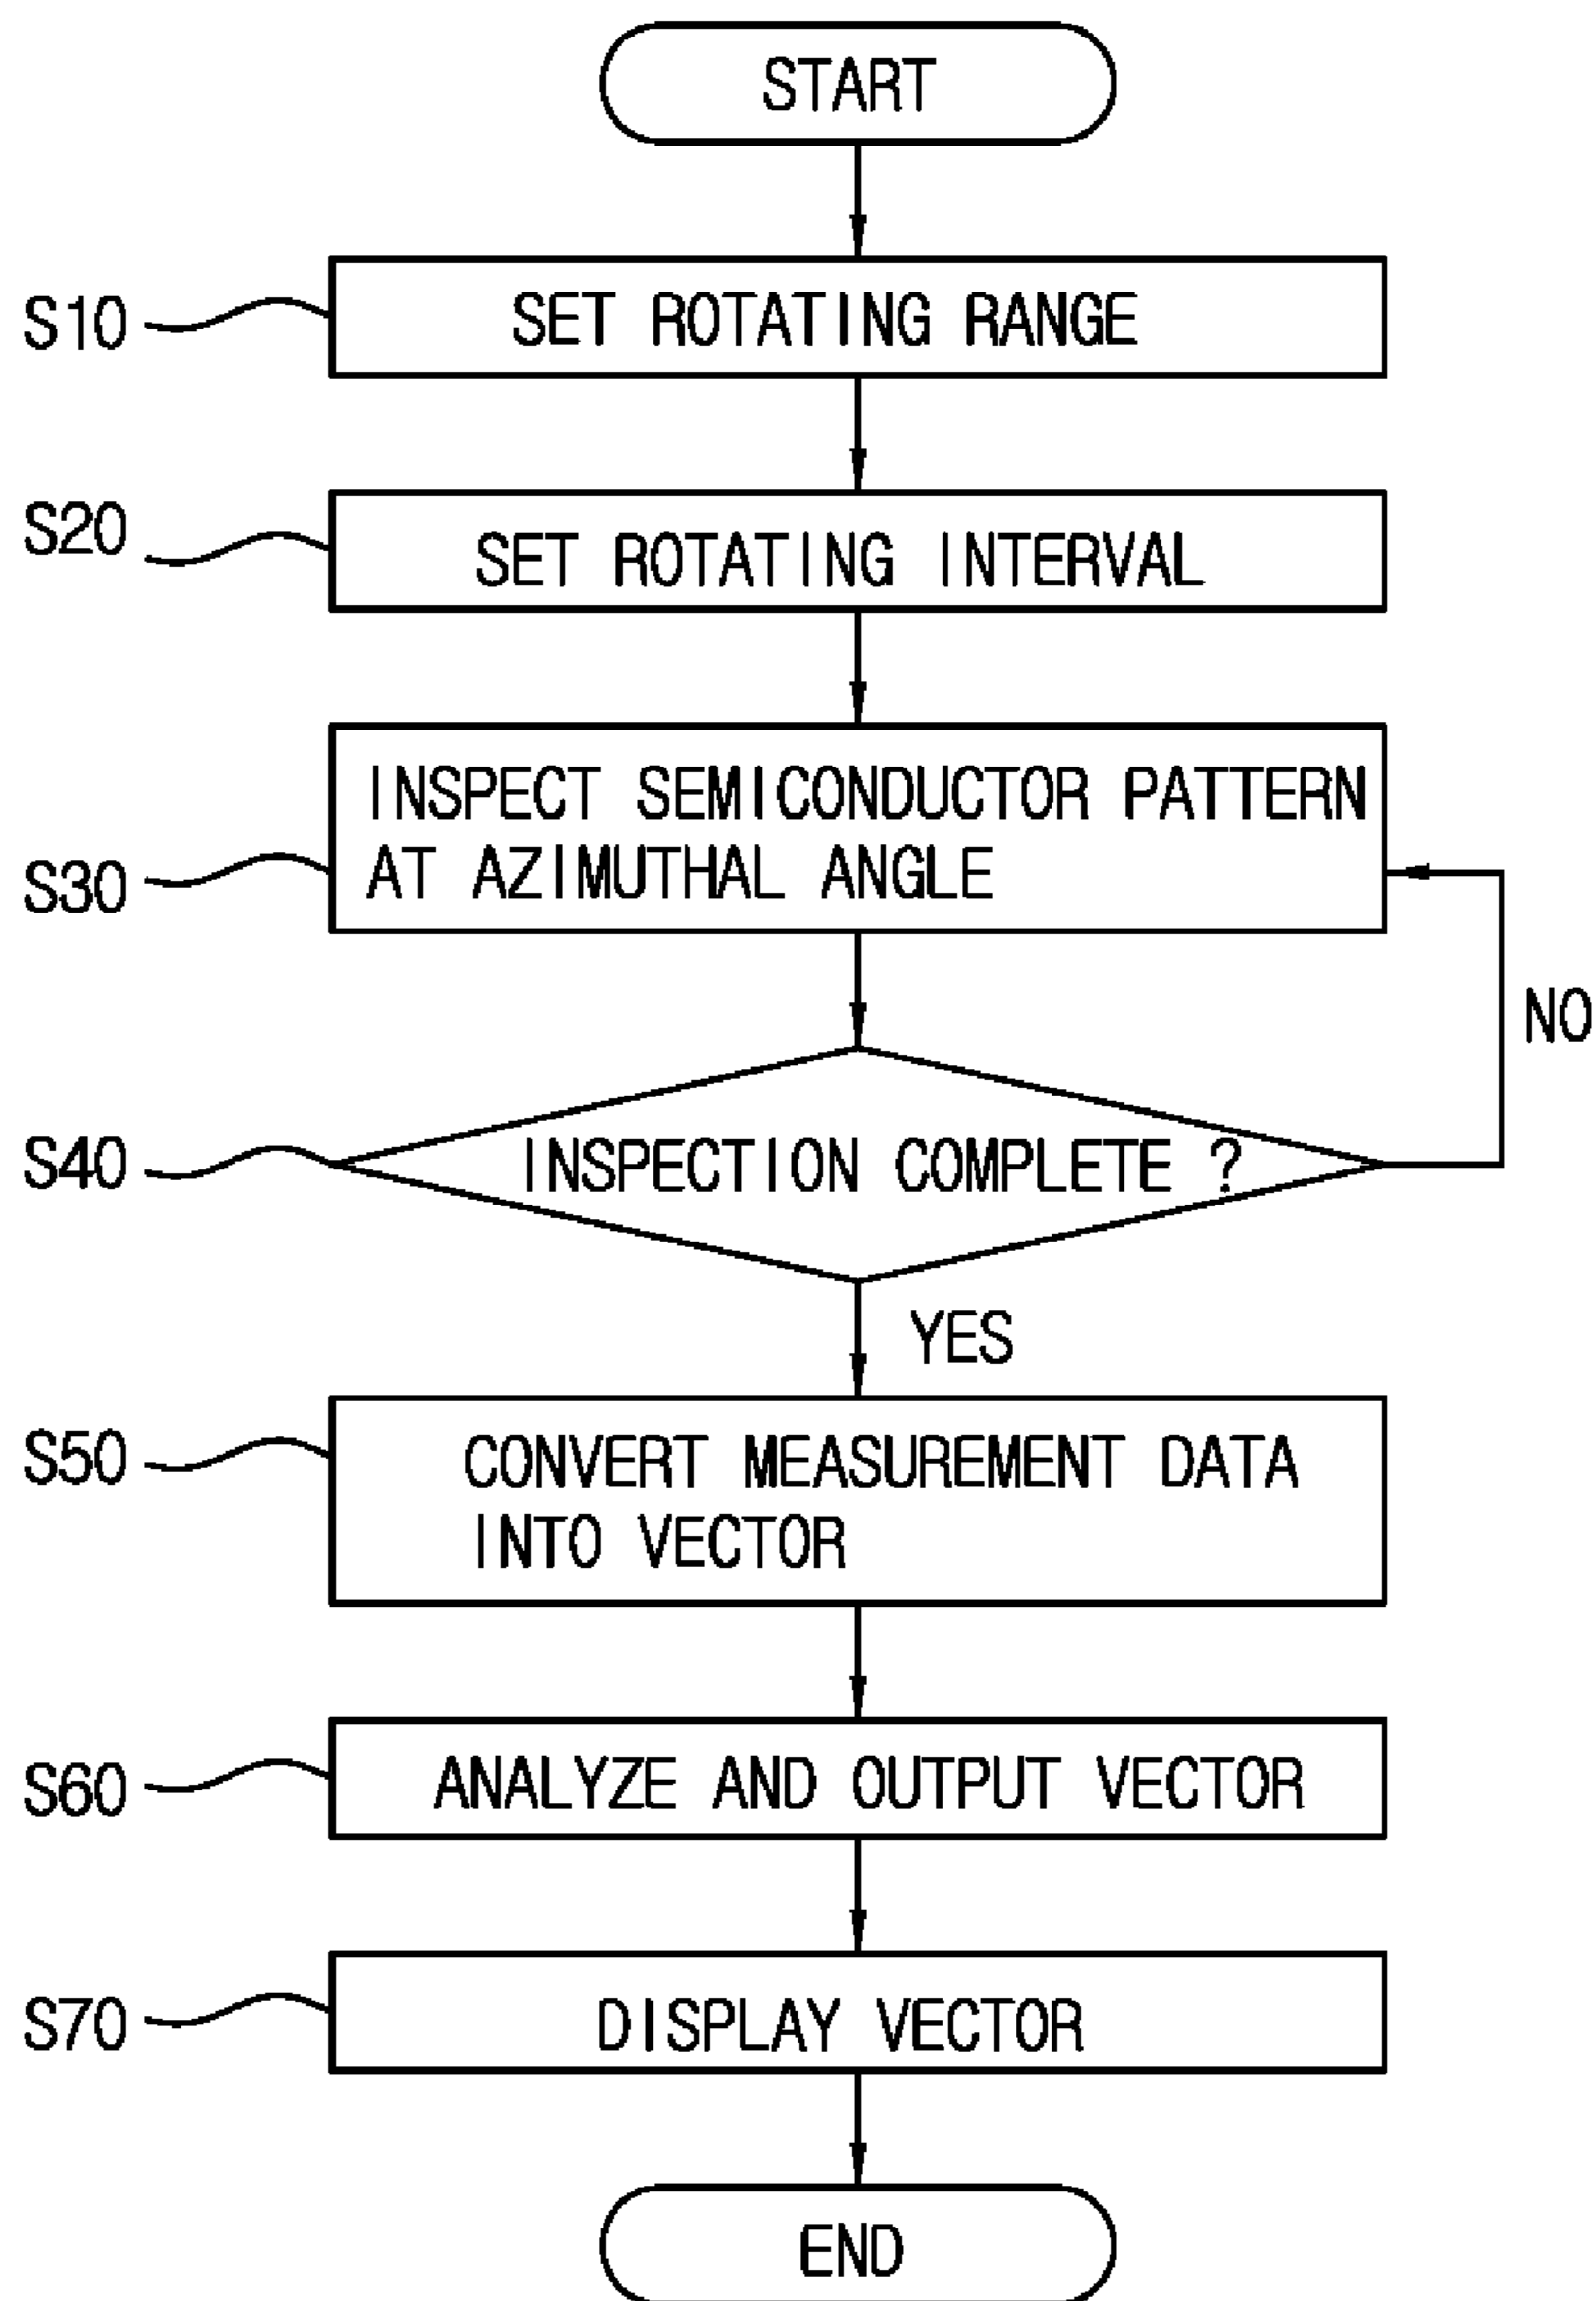 START
S10
SET ROTATING RANGE
S20
SET ROTATING INTERVAL
S30
INSPECT SEMICONDUCTOR PATTERN
AT AZIMUTHAL ANGLE
NO
S40
INSPECTION COMPLETE ?
YES
S50
CONVERT MEASUREMENT DATA
INTO VECTOR
S60
ANALYZE AND OUTPUT VECTOR
S70
DISPLAY VECTOR
END